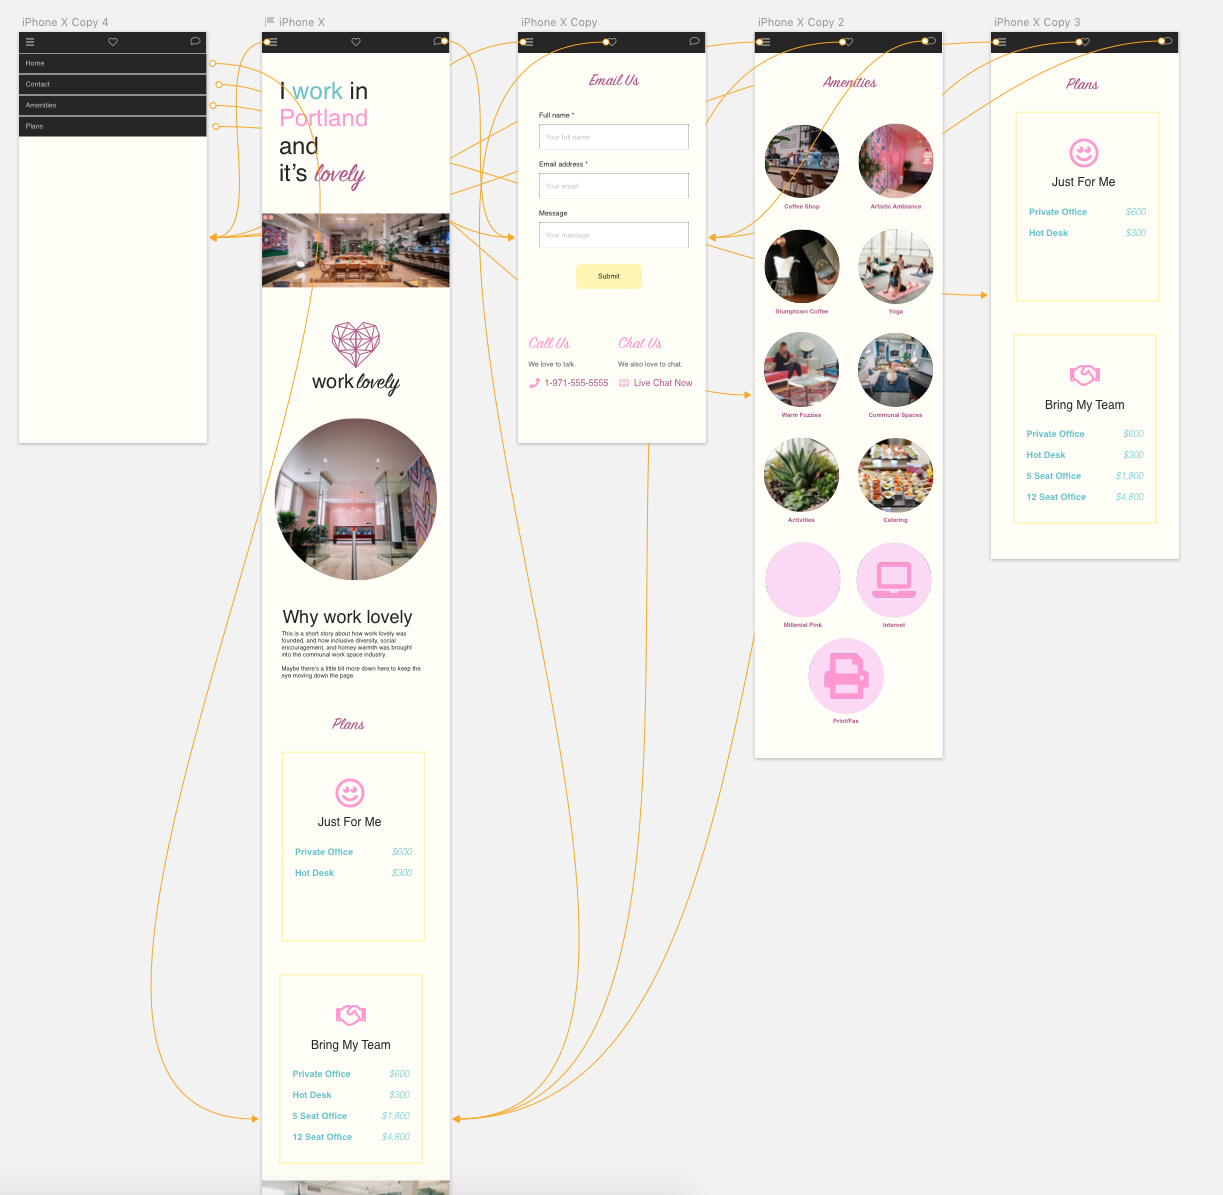 iPhone X Copy 4
Home
Contact
Amenities
Plans
iPhone X
I work in
Portland
and
it's lovely
work lovely
Why work lovely
This is a short story about how work lovely was
founded, and how inclusive diversity, social
encouragement, and homey warmth was brought
into the communal work space industry.
Maybe there's a little bit more down here to keep the
eye moving down the page.
Plans
Just For Me
Private Office $600
Hot Desk $300
Bring My Team
Private Office $600
Hot Desk $300
5 Seat Office $1,800
12 Seat Office $4,800
iPhone X Copy
Email Us
Full name *
Your full name
Email address *
Your email
Message
Your message
Submit
Call Us
We love to talk.
1-971-555-5555
Chat Us
We also love to chat.
Live Chat Now
iPhone X Copy 2
Amenities
Coffee Shop
Artistic Ambiance
Stumptown Coffee
Yoga
Warm Fuzzies
Communal Spaces
Activities
Catering
Millenial Pink
Internet
Print/Fax
iPhone X Copy 3
Plans
Just For Me
Private Office $600
Hot Desk $300
Bring My Team
Private Office $600
Hot Desk $300
5 Seat Office $1,800
12 Seat Office $4,800